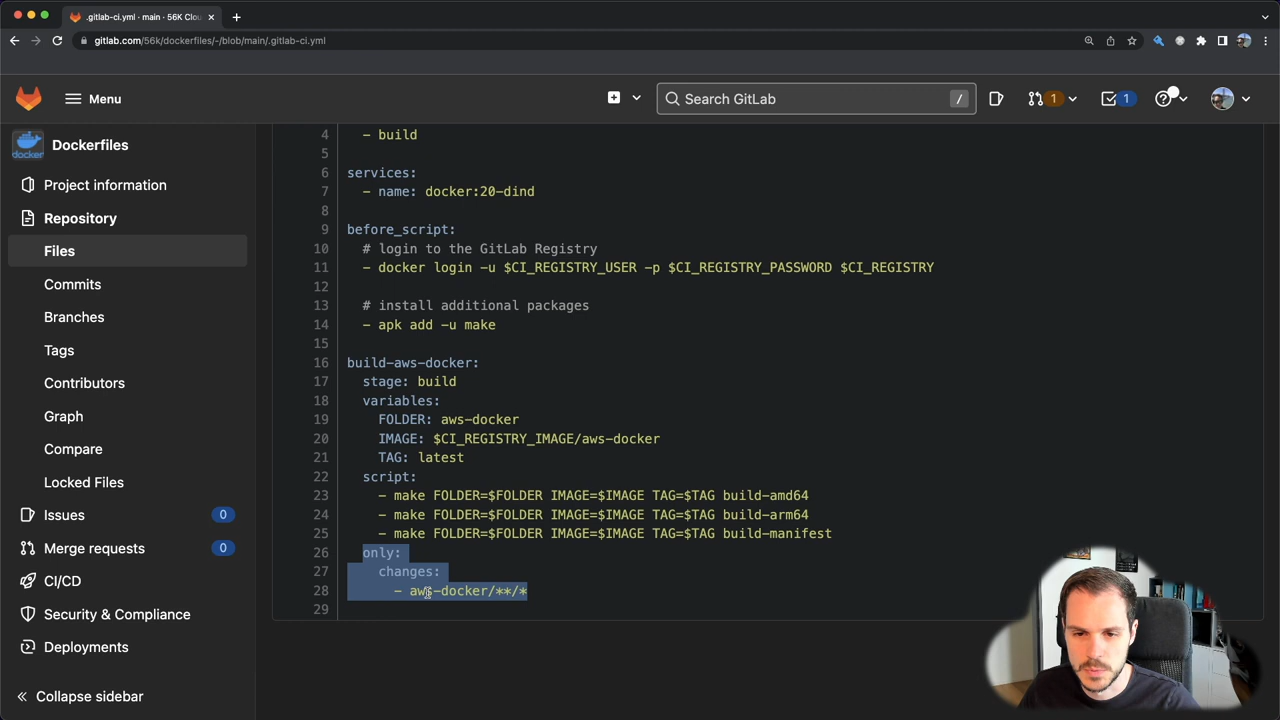 .gitlab-ci.yml · main · 56K Clou
gitlab.com/56k/dockerfiles/-/blob/main/.gitlab-ci.yml
Menu
Search GitLab
/
1
1
docker
Dockerfiles
Project information
Repository
Files
Commits
Branches
Tags
Contributors
Graph
Compare
Locked Files
Issues 0
Merge requests 0
CI/CD
Security & Compliance
Deployments
Collapse sidebar
4 - build
5
6 services:
7 - name: docker:20-dind
8
9 before_script:
10 # login to the GitLab Registry
11 - docker login -u $CI_REGISTRY_USER -p $CI_REGISTRY_PASSWORD $CI_REGISTRY
12
13 # install additional packages
14 - apk add -u make
15
16 build-aws-docker:
17 stage: build
18 variables:
19 FOLDER: aws-docker
20 IMAGE: $CI_REGISTRY_IMAGE/aws-docker
21 TAG: latest
22 script:
23 - make FOLDER=$FOLDER IMAGE=$IMAGE TAG=$TAG build-amd64
24 - make FOLDER=$FOLDER IMAGE=$IMAGE TAG=$TAG build-arm64
25 - make FOLDER=$FOLDER IMAGE=$IMAGE TAG=$TAG build-manifest
26 only:
27 changes:
28 - aws-docker/**/*
29